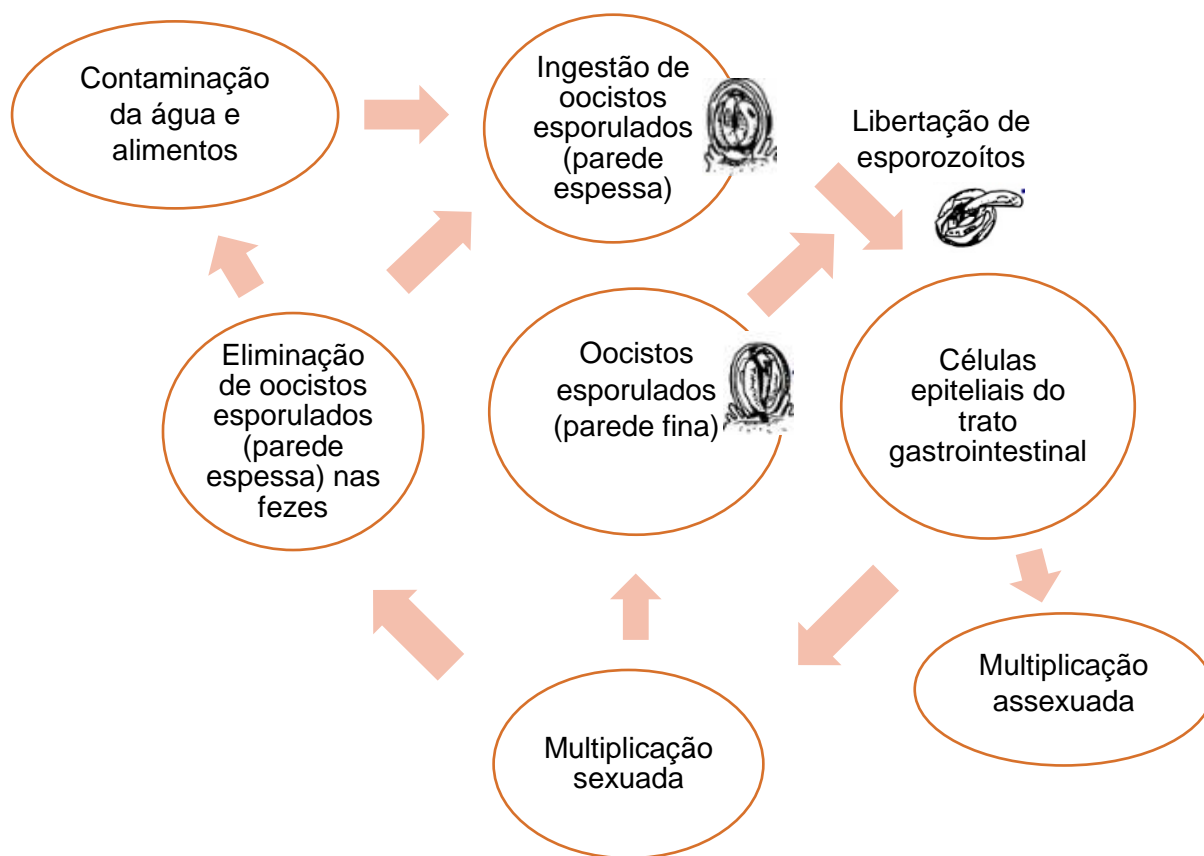 Contaminação
da água e
alimentos
Ingestão de
oocistos
esporulados
(parede
espessa)
Libertação de
esporozoítos
Eliminação
de oocistos
esporulados
(parede
espessa) nas
fezes
Oocistos
esporulados
(parede fina)
Células
epiteliais do
trato
gastrointestinal
Multiplicação
sexuada
Multiplicação
assexuada